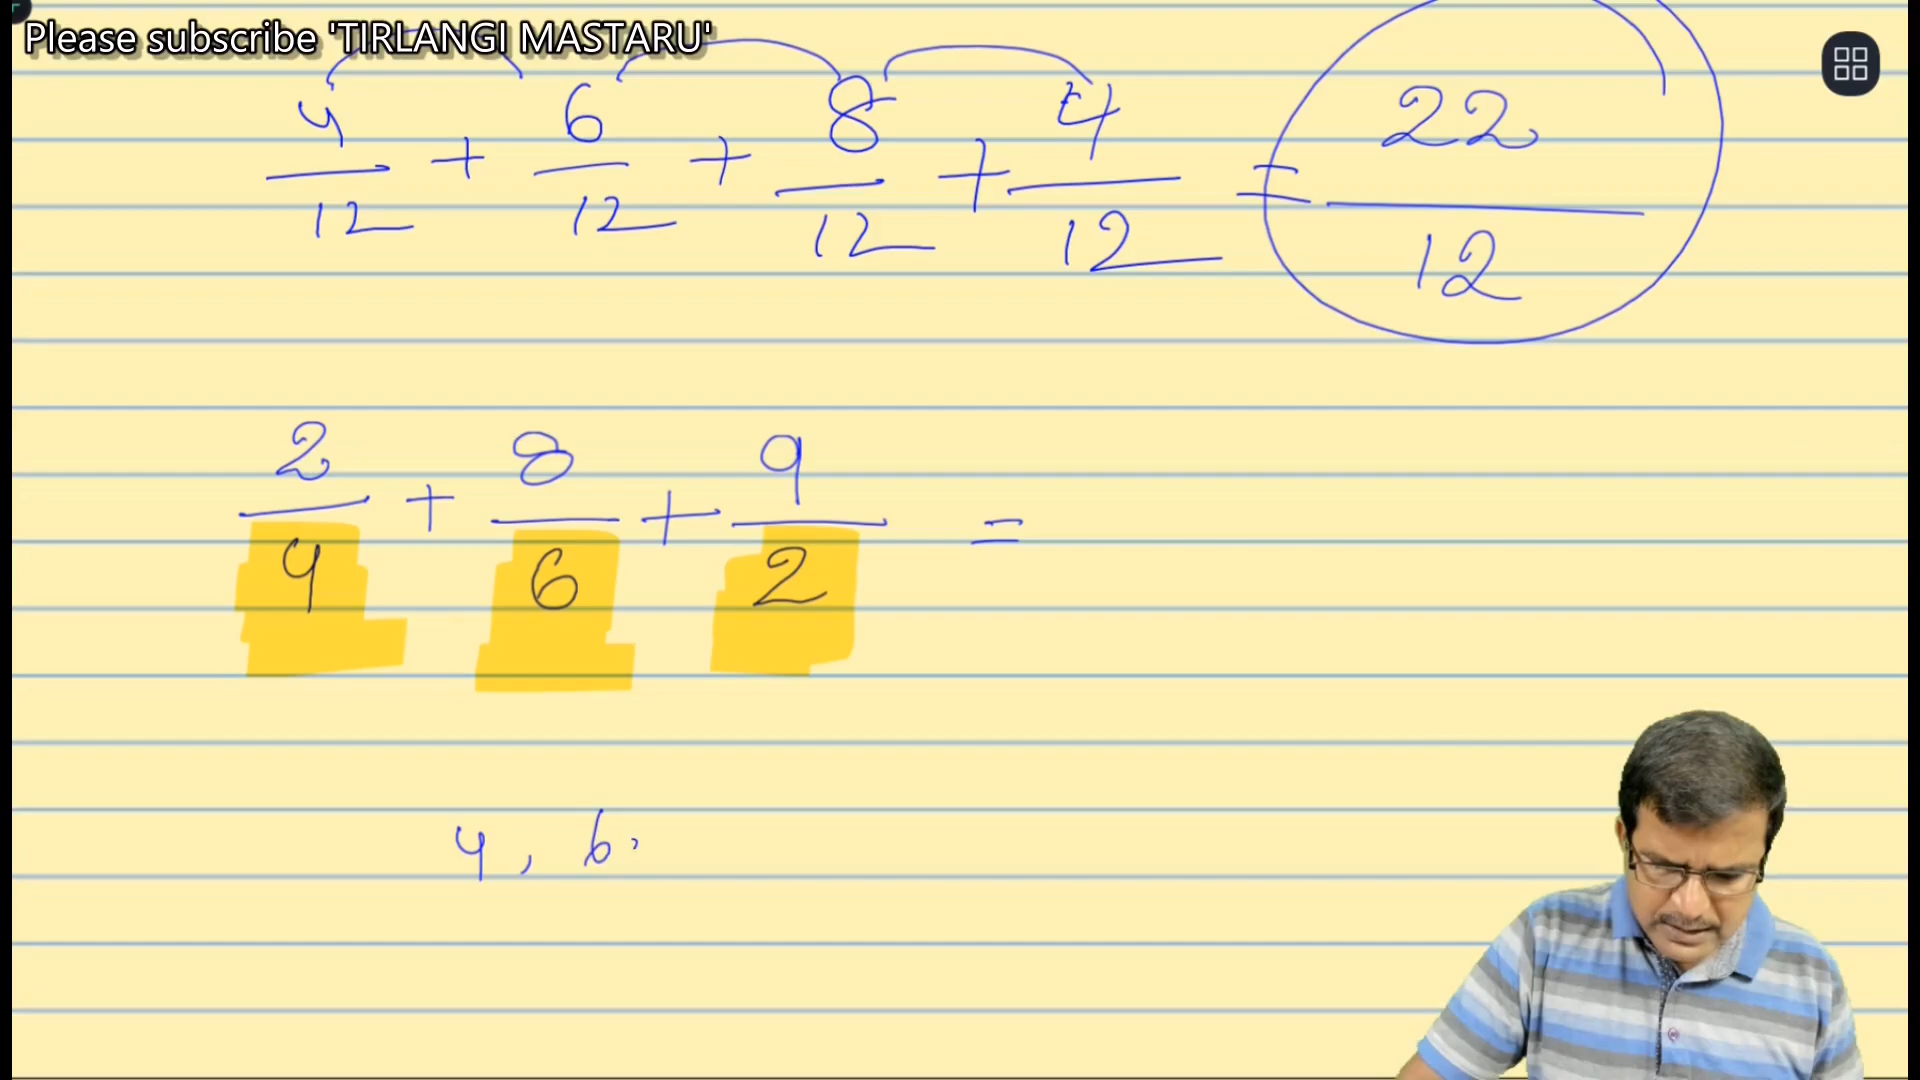 Please subscribe 'TIRLANGI MASTARU'
4/12 + 6/12 + 8/12 + 4/12 = 22/12
2/4 + 8/6 + 9/2 =
4, 6,